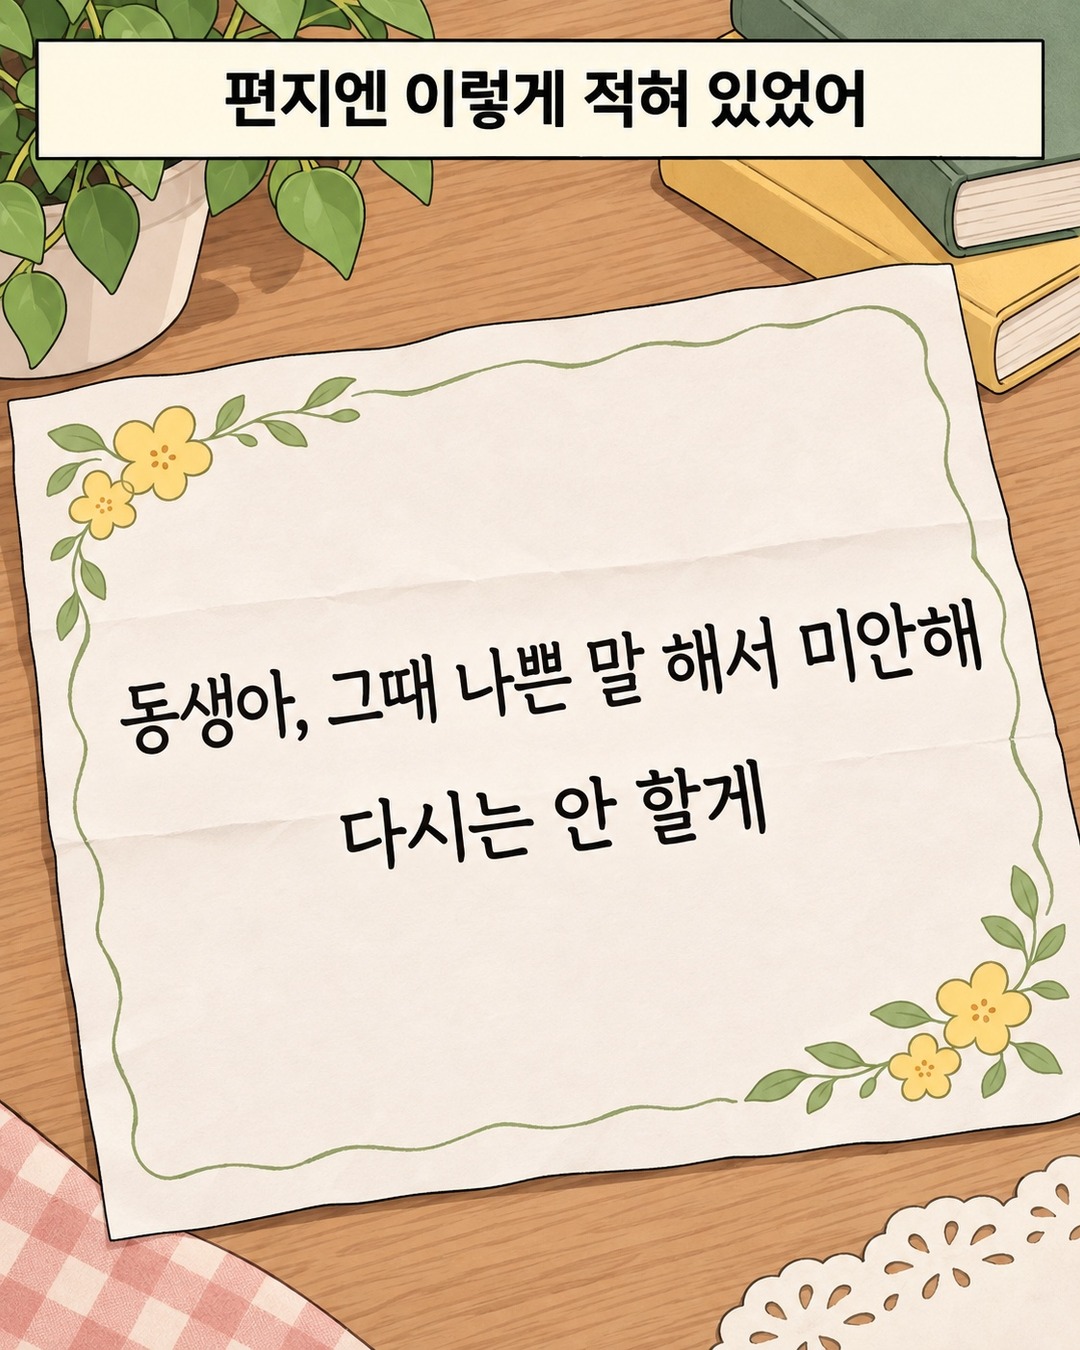 편지엔 이렇게 적혀 있었어
동생아, 그때 나쁜 말 해서 미안해
다시는 안 할게